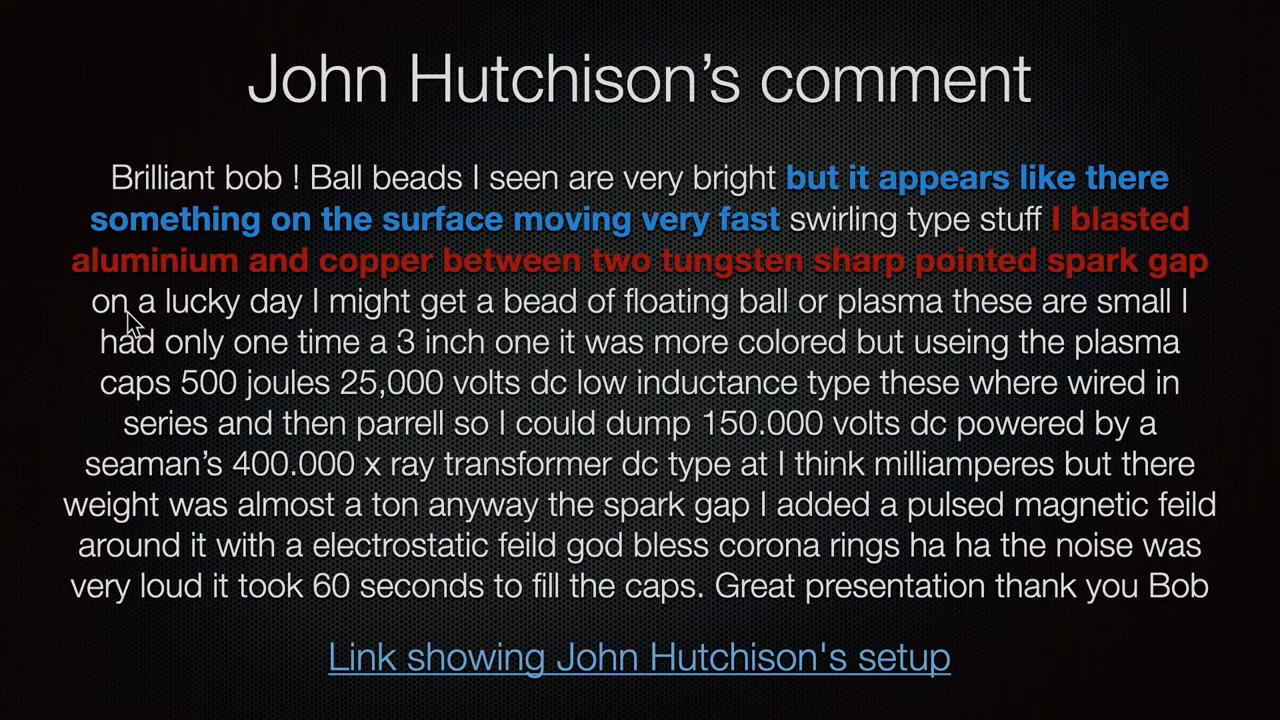 John Hutchison’s comment
Brilliant bob ! Ball beads I seen are very bright but it appears like there
something on the surface moving very fast swirling type stuff I blasted
aluminium and copper between two tungsten sharp pointed spark gap
on a lucky day I might get a bead of floating ball or plasma these are small I
had only one time a 3 inch one it was more colored but useing the plasma
caps 500 joules 25,000 volts dc low inductance type these where wired in
series and then parrell so I could dump 150.000 volts dc powered by a
seaman’s 400.000 x ray transformer dc type at I think milliamperes but there
weight was almost a ton anyway the spark gap I added a pulsed magnetic feild
around it with a electrostatic feild god bless corona rings ha ha the noise was
very loud it took 60 seconds to fill the caps. Great presentation thank you Bob
Link showing John Hutchison's setup